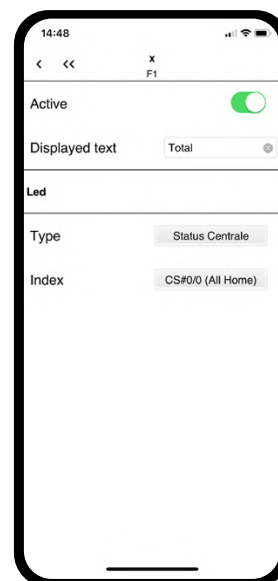 14:48
< << x
F1
Active
Displayed text Total
Led
Type Status Centrale
Index CS#0/0 (All Home)